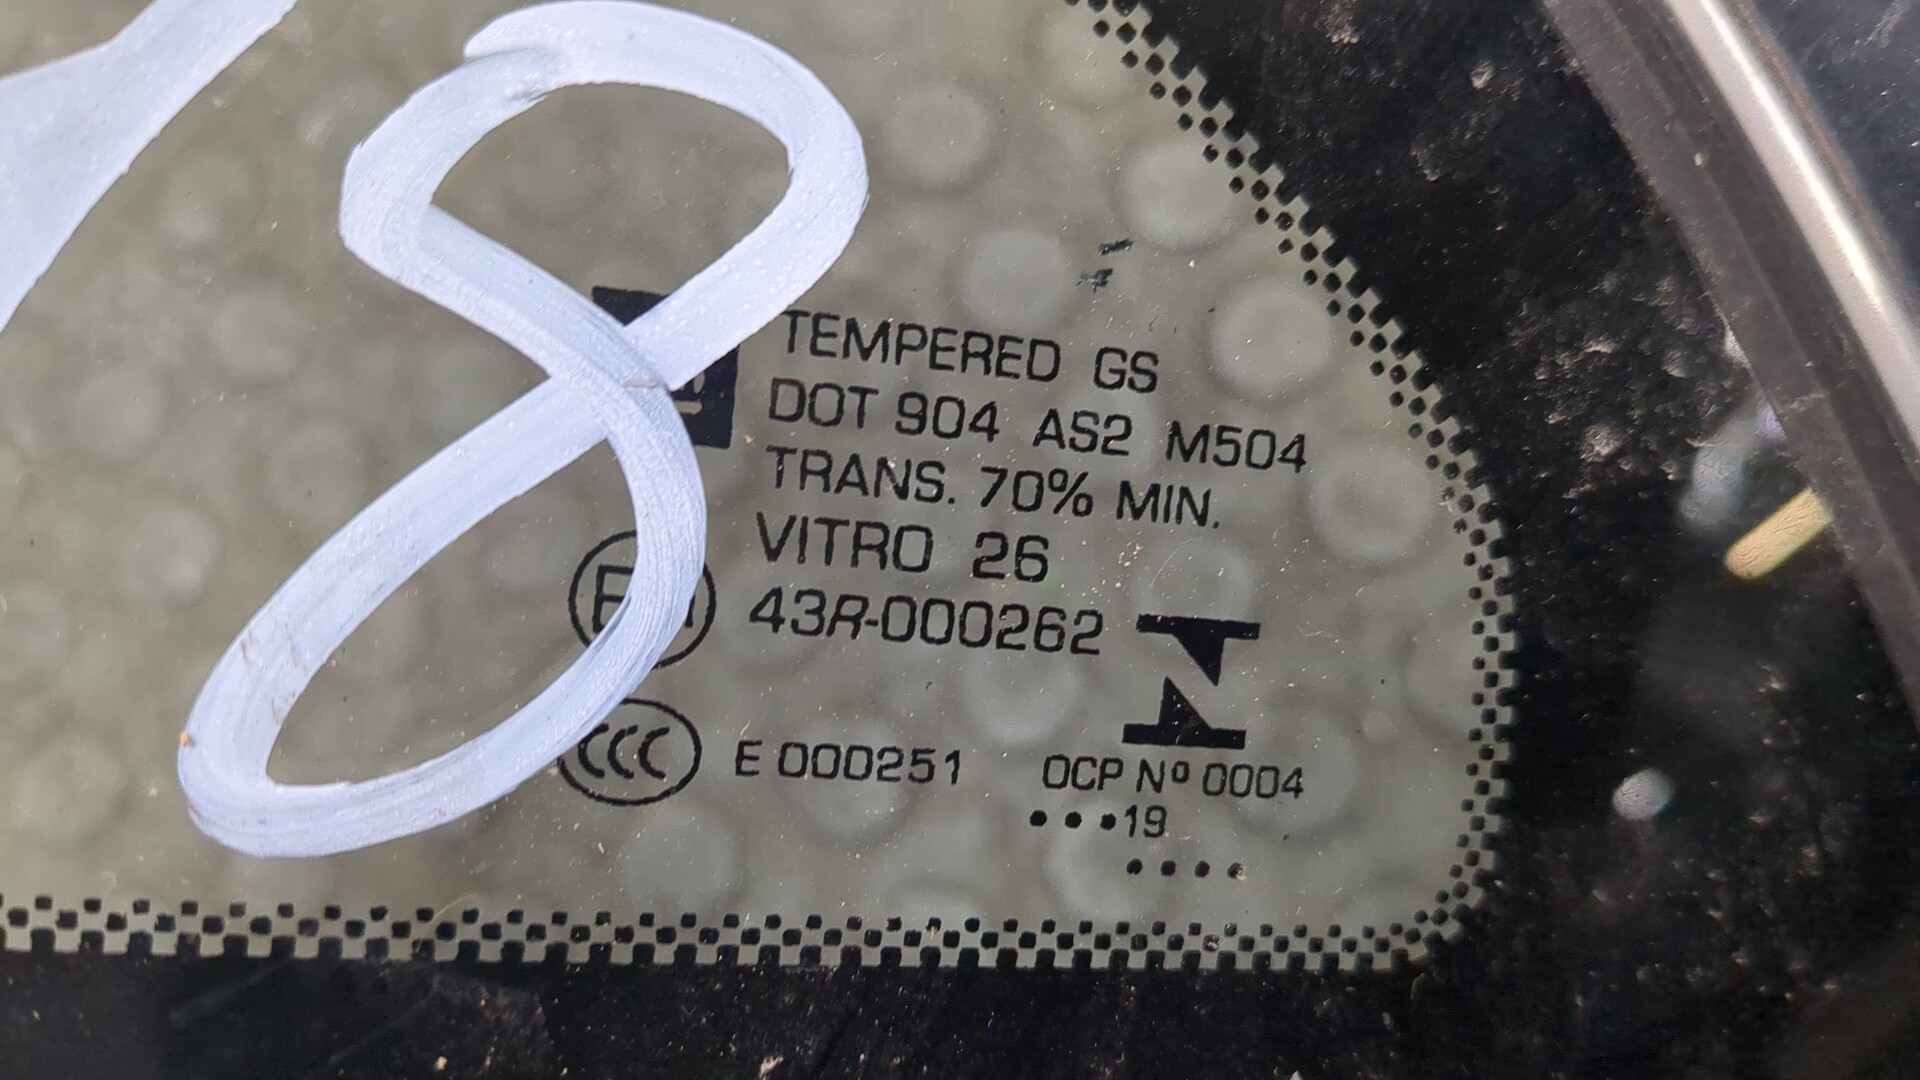 8
TEMPERED GS
DOT 904 AS2 M504
TRANS. 70% MIN.
VITRO 26
43R-000262
CCC E 000251 OCP Nº 0004
•••19
••••